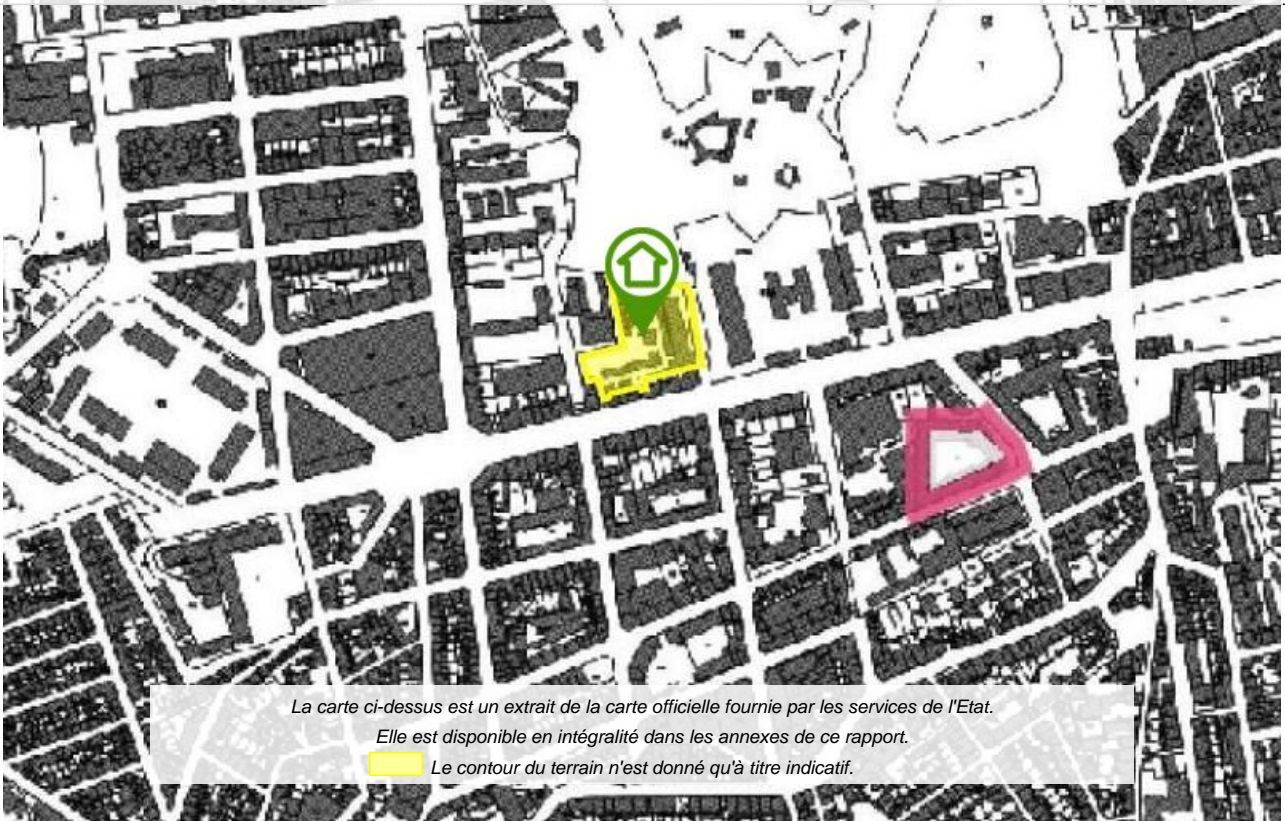 La carte ci-dessus est un extrait de la carte officielle fournie par les services de l'Etat.
Elle est disponible en intégralité dans les annexes de ce rapport.
Le contour du terrain n'est donné qu'à titre indicatif.